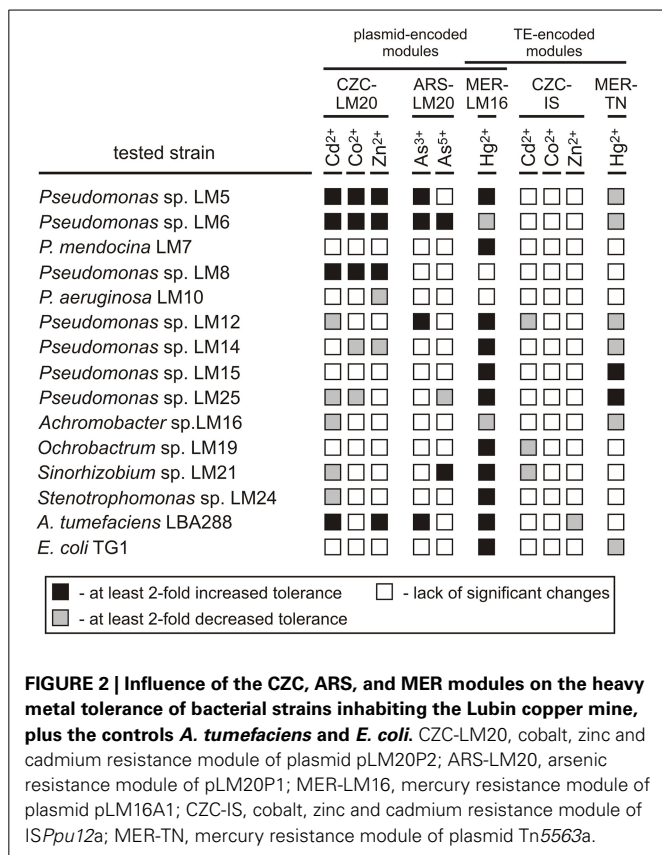 plasmid-encoded modules TE-encoded modules
CZC-LM20 ARS-LM20 MER-LM16 CZC-IS MER-TN
tested strain Cd2+ Co2+ Zn2+ As3+ As5+ Hg2+ Cd2+ Co2+ Zn2+ Hg2+
Pseudomonas sp. LM5
Pseudomonas sp. LM6
P. mendocina LM7
Pseudomonas sp. LM8
P. aeruginosa LM10
Pseudomonas sp. LM12
Pseudomonas sp. LM14
Pseudomonas sp. LM15
Pseudomonas sp. LM25
Achromobacter sp.LM16
Ochrobactrum sp. LM19
Sinorhizobium sp. LM21
Stenotrophomonas sp. LM24
A. tumefaciens LBA288
E. coli TG1
- at least 2-fold increased tolerance - lack of significant changes
- at least 2-fold decreased tolerance
FIGURE 2 | Influence of the CZC, ARS, and MER modules on the heavy
metal tolerance of bacterial strains inhabiting the Lubin copper mine,
plus the controls A. tumefaciens and E. coli. CZC-LM20, cobalt, zinc and
cadmium resistance module of plasmid pLM20P2; ARS-LM20, arsenic
resistance module of pLM20P1; MER-LM16, mercury resistance module of
plasmid pLM16A1; CZC-IS, cobalt, zinc and cadmium resistance module of
ISPpu12a; MER-TN, mercury resistance module of plasmid Tn5563a.